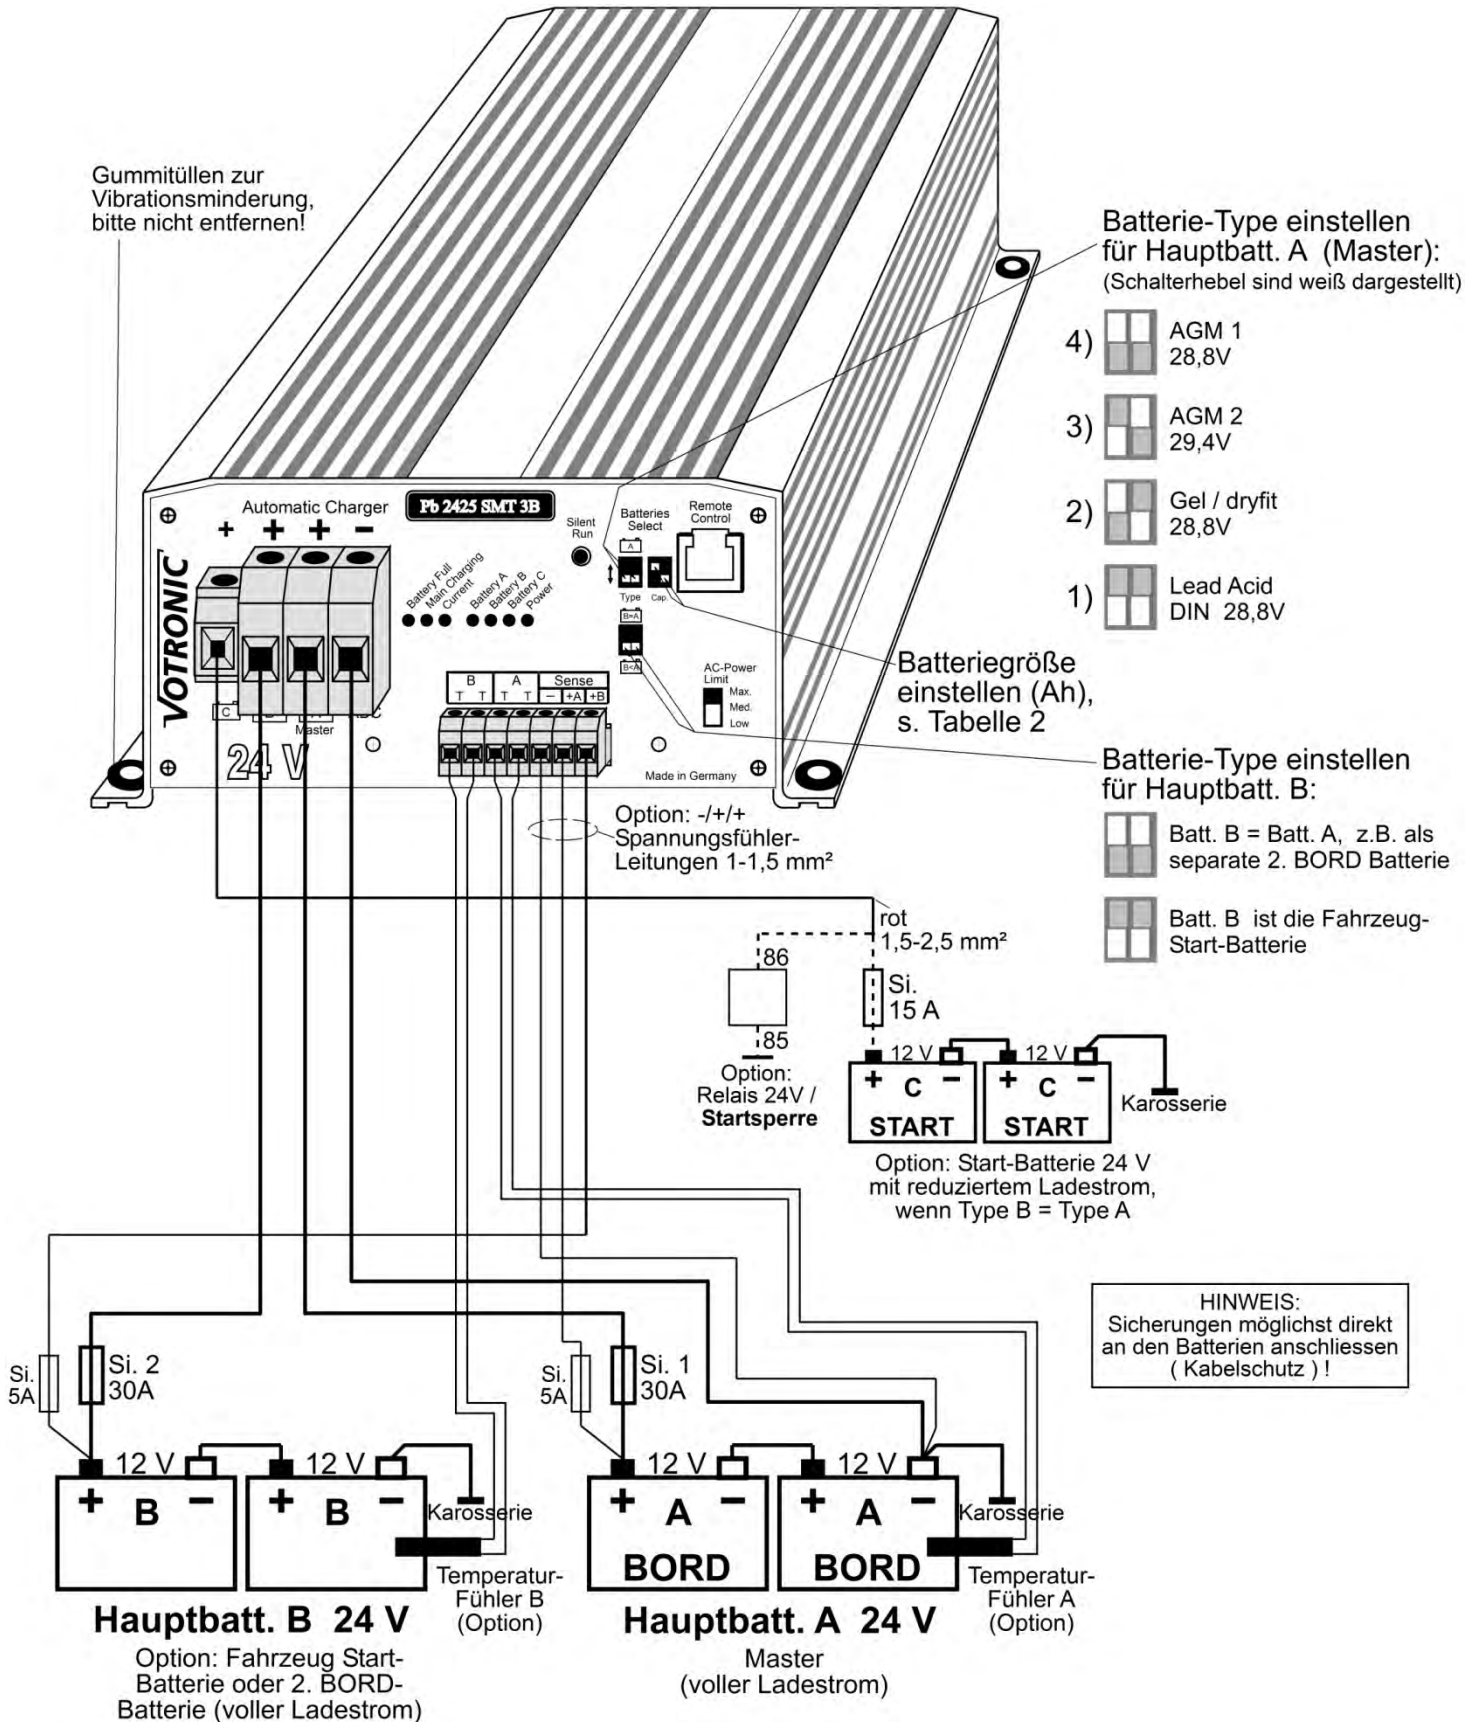 Gummitüllen zur
Vibrationsminderung,
bitte nicht entfernen!
Batterie-Type einstellen
für Hauptbatt. A (Master):
(Schalterhebel sind weiß dargestellt)
4) AGM 1
28,8V
3) AGM 2
29,4V
2) Gel / dryfit
28,8V
1) Lead Acid
DIN 28,8V
Automatic Charger
Pb 2425 SMT 3B
+ + + −
VOTRONIC
Silent
Run
Batteries
Select
Remote
Control
A
Type
Cap.
B=A
B<A
Battery Full
Main Charging
Current
Battery A
Battery B
Battery C
Power
AC-Power
Limit
Max.
Med.
Low
B A Sense
T T T T − +A +B
C
Master
24 V
Made in Germany
Batteriegröße
einstellen (Ah),
s. Tabelle 2
Batterie-Type einstellen
für Hauptbatt. B:
Batt. B = Batt. A, z.B. als
separate 2. BORD Batterie
Batt. B ist die Fahrzeug-
Start-Batterie
Option: -/+/+
Spannungsfühler-
Leitungen 1-1,5 mm²
rot
1,5-2,5 mm²
86
85
Option:
Relais 24V /
Startsperre
Si.
15 A
12 V 12 V
+ C − + C −
START START
Karosserie
Option: Start-Batterie 24 V
mit reduziertem Ladestrom,
wenn Type B = Type A
HINWEIS:
Sicherungen möglichst direkt
an den Batterien anschliessen
( Kabelschutz ) !
Si.
5A
Si. 2
30A
Si.
5A
Si. 1
30A
12 V 12 V
+ B − + B −
Karosserie
Temperatur-
Fühler B
(Option)
Hauptbatt. B 24 V
Option: Fahrzeug Start-
Batterie oder 2. BORD-
Batterie (voller Ladestrom)
12 V 12 V
+ A − + A −
BORD BORD
Karosserie
Temperatur-
Fühler A
(Option)
Hauptbatt. A 24 V
Master
(voller Ladestrom)